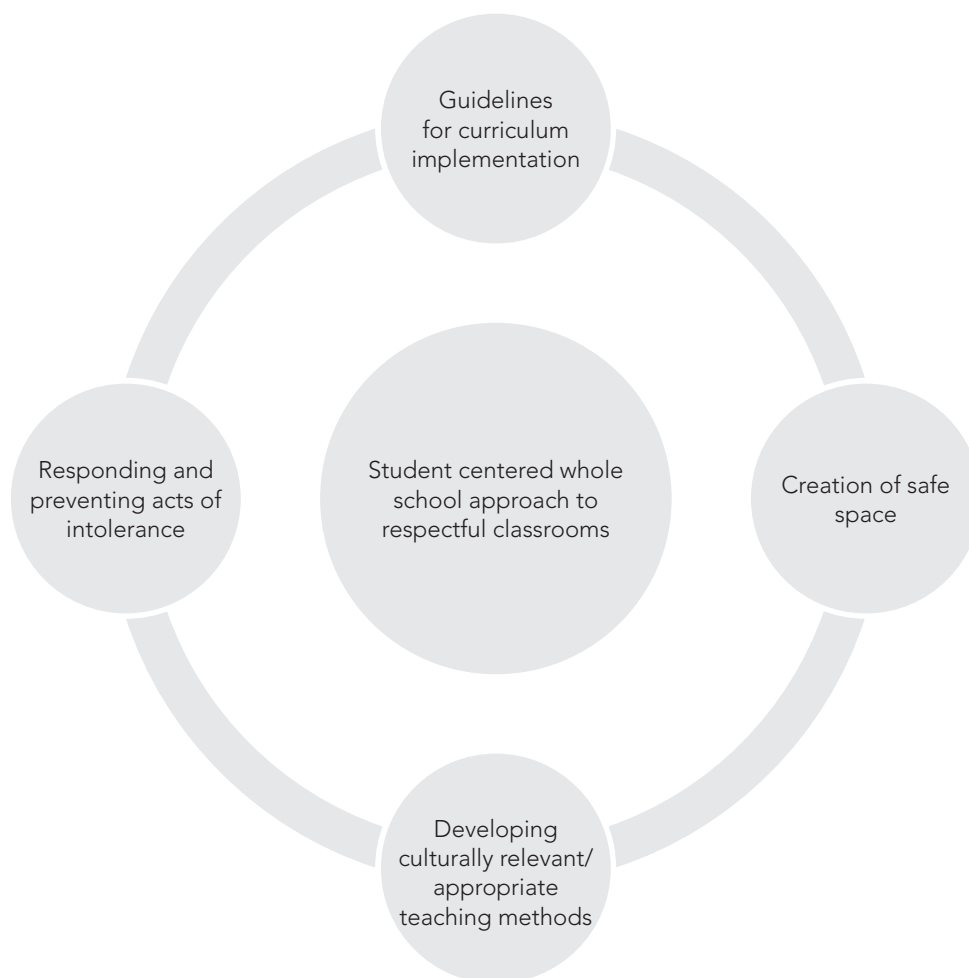 Guidelines
for curriculum
implementation
Responding and
preventing acts of
intolerance
Student centered whole
school approach to
respectful classrooms
Creation of safe
space
Developing
culturally relevant/
appropriate
teaching methods